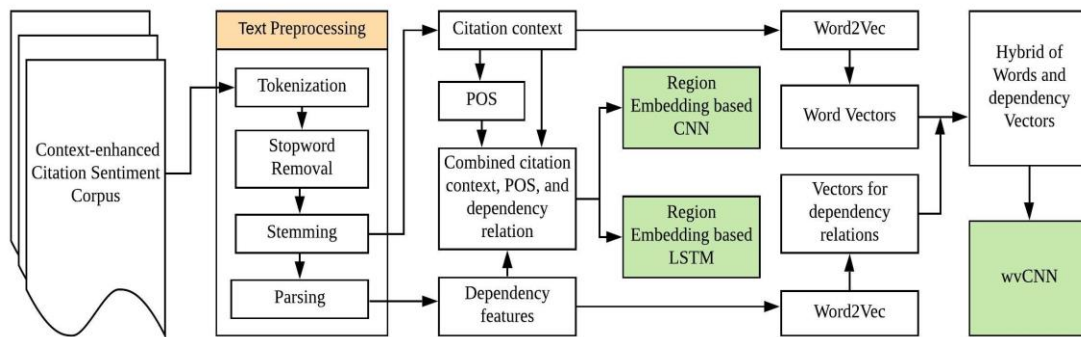 Context-enhanced
Citation Sentiment
Corpus
Text Preprocessing
Tokenization
Stopword
Removal
Stemming
Parsing
Citation context
POS
Combined citation
context, POS, and
dependency
relation
Dependency
features
Region
Embedding based
CNN
Region
Embedding based
LSTM
Word2Vec
Word Vectors
Vectors for
dependency
relations
Word2Vec
Hybrid of
Words and
dependency
Vectors
wvCNN